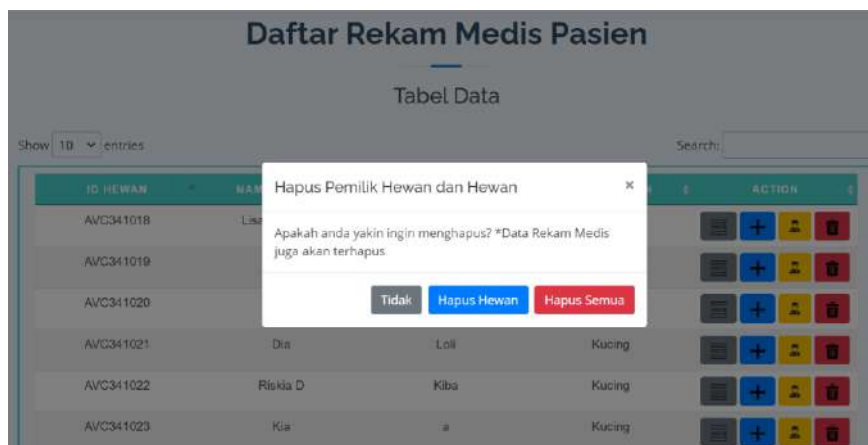 Daftar Rekam Medis Pasien
Tabel Data
Show 10 entries
Search:
ID HEWAN NAM ACTION
Hapus Pemilik Hewan dan Hewan ×
Apakah anda yakin ingin menghapus? *Data Rekam Medis
juga akan terhapus
Tidak Hapus Hewan Hapus Semua
AVC341018 Lisa
AVC341019
AVC341020
AVC341021 Dia Loli Kucing
AVC341022 Riskia D Kiba Kucing
AVC341023 Kia a Kucing